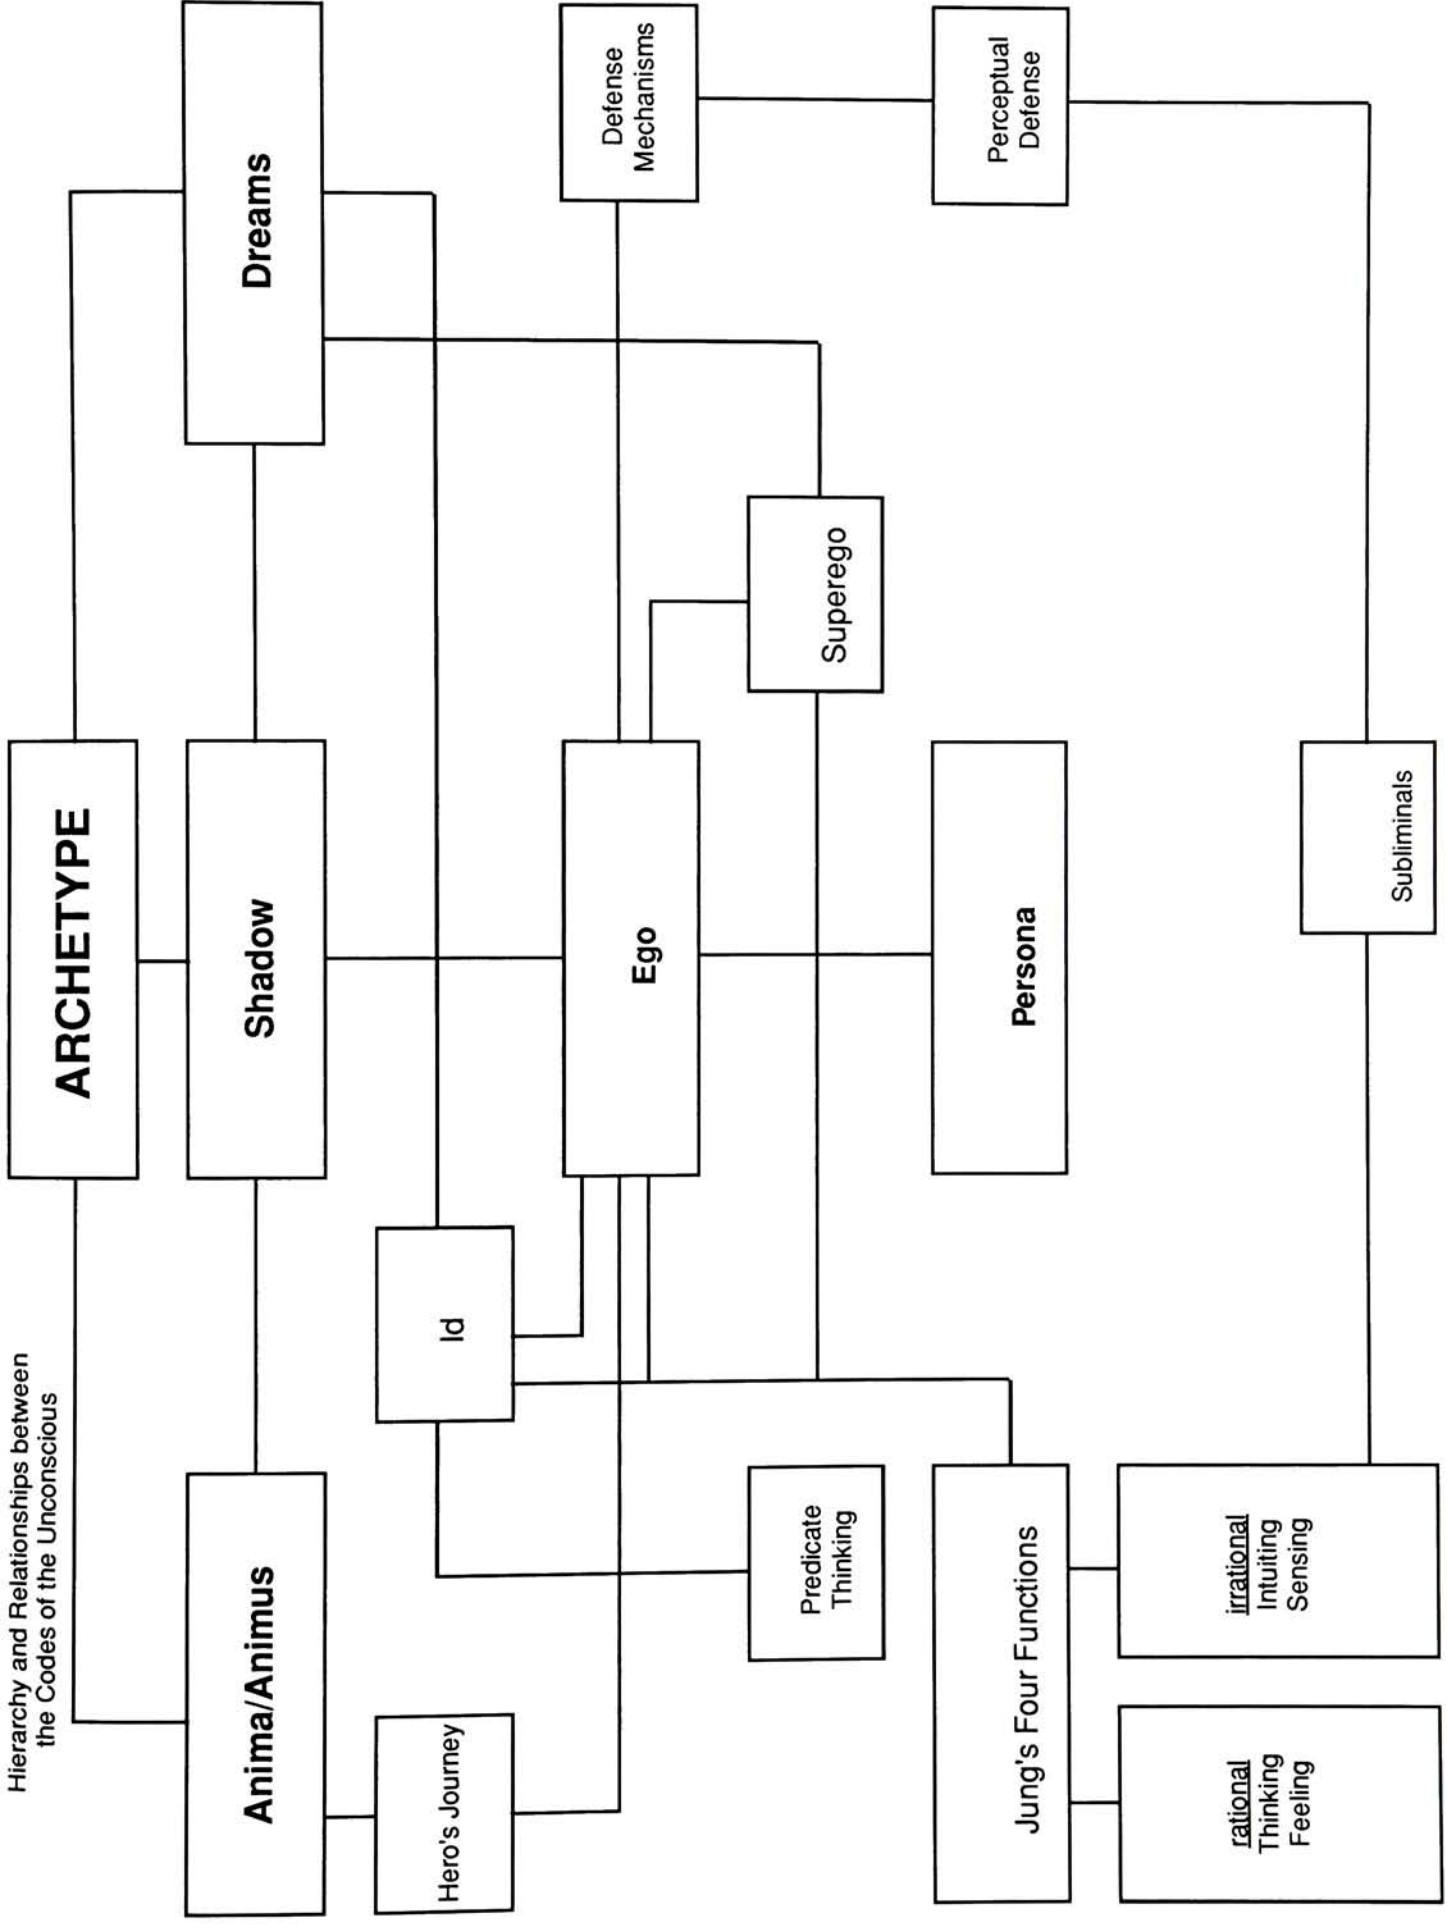 Hierarchy and Relationships between
the Codes of the Unconscious
ARCHETYPE
Anima/Animus
Shadow
Dreams
Hero's Journey
Id
Ego
Defense
Mechanisms
Predicate
Thinking
Superego
Jung's Four Functions
Persona
Perceptual
Defense
rational
Thinking
Feeling
irrational
Intuiting
Sensing
Subliminals